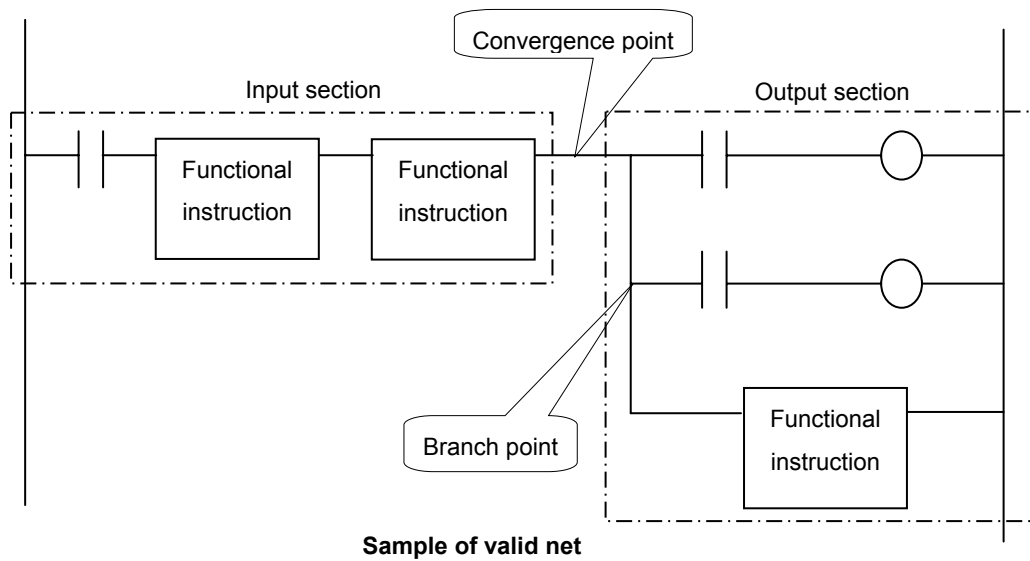 Convergence point
Input section
Output section
Functional
instruction
Functional
instruction
Branch point
Functional
instruction
Sample of valid net